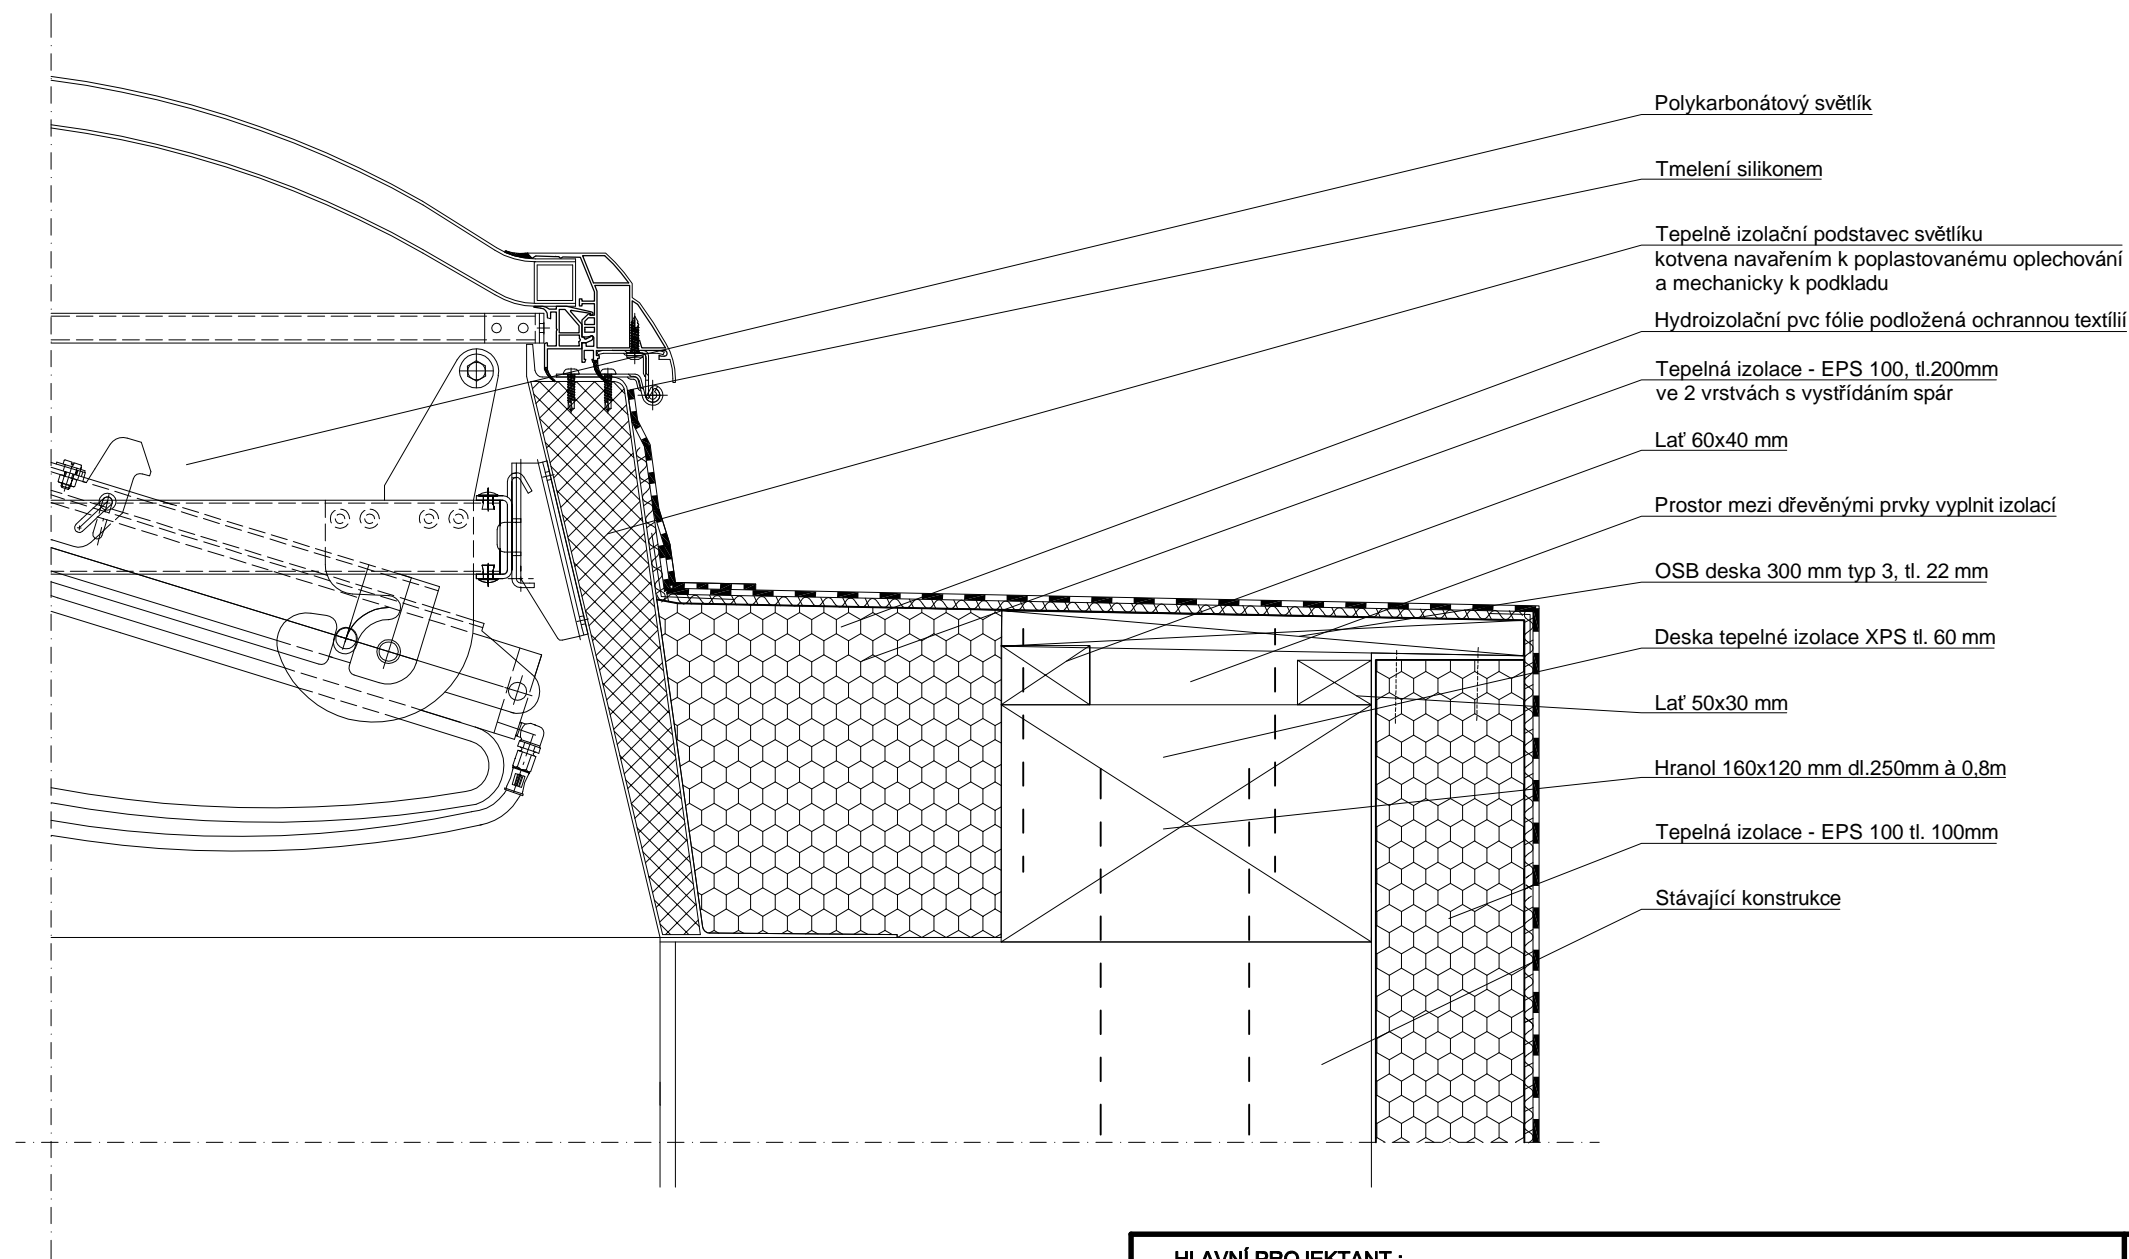 Polykarbonátový světlík
Tmelení silikonem
Tepelně izolační podstavec světlíku
kotvena navařením k poplastovanému oplechování
a mechanicky k podkladu
Hydroizolační pvc fólie podložená ochrannou textílií
Tepelná izolace - EPS 100, tl.200mm
ve 2 vrstvách s vystřídáním spár
Lať 60x40 mm
Prostor mezi dřevěnými prvky vyplnit izolací
OSB deska 300 mm typ 3, tl. 22 mm
Deska tepelné izolace XPS tl. 60 mm
Lať 50x30 mm
Hranol 160x120 mm dl.250mm à 0,8m
Tepelná izolace - EPS 100 tl. 100mm
Stávající konstrukce
HLAVNÍ PROJEKTANT :